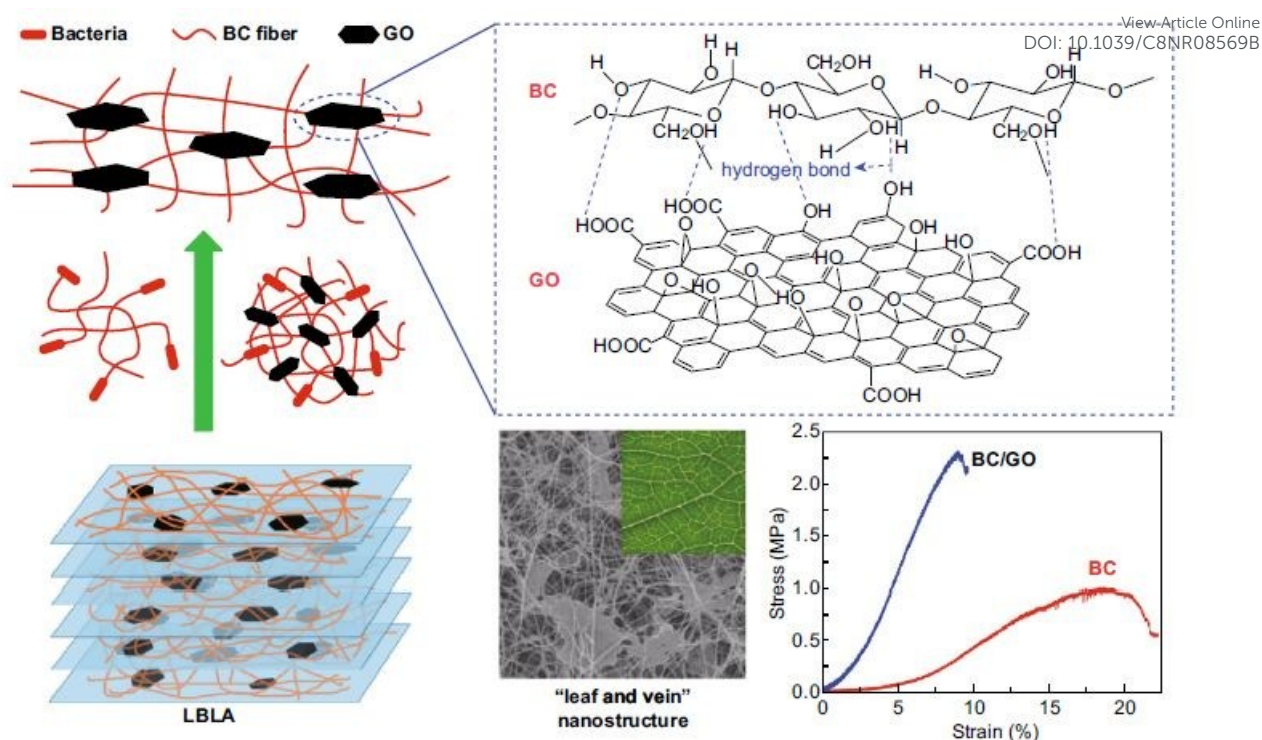 View Article Online
DOI: 10.1039/C8NR08569B
Bacteria
BC fiber
GO
BC
H
H
O
H
O
O
O
CH₂OH
CH₂OH
O
O
HO
OH
H
H
O
H
O
OH
H
O
CH₂OH
O
hydrogen bond
GO
HOOC
HOOC
O
OH
OH
OH
HO
COOH
HO
O
O
HO
HO
O
O
O
HOOC
COOH
LBLA
"leaf and vein"
nanostructure
Stress (MPa)
2.5
2.0
1.5
1.0
0.5
0.0
BC/GO
BC
0
5
10
15
20
Strain (%)